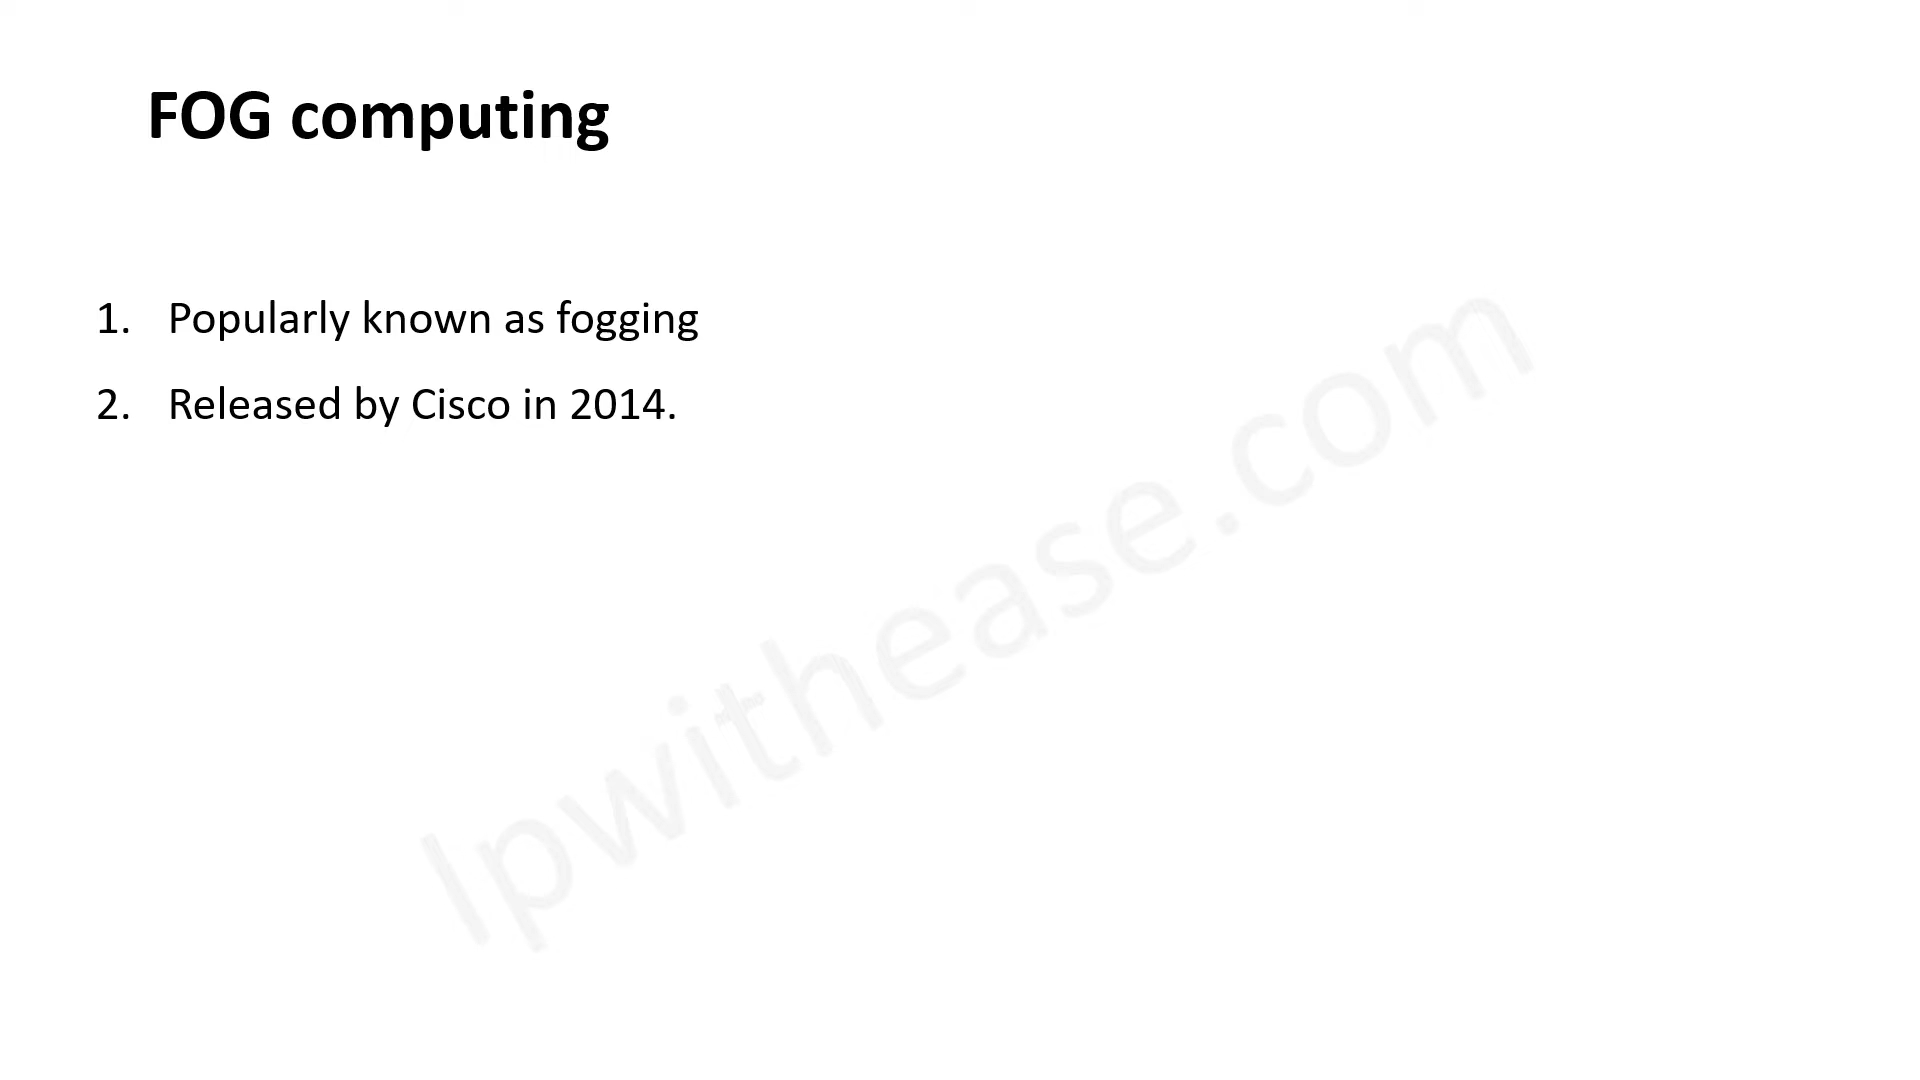 FOG computing
1. Popularly known as fogging
2. Released by Cisco in 2014.
Ipwithease.com